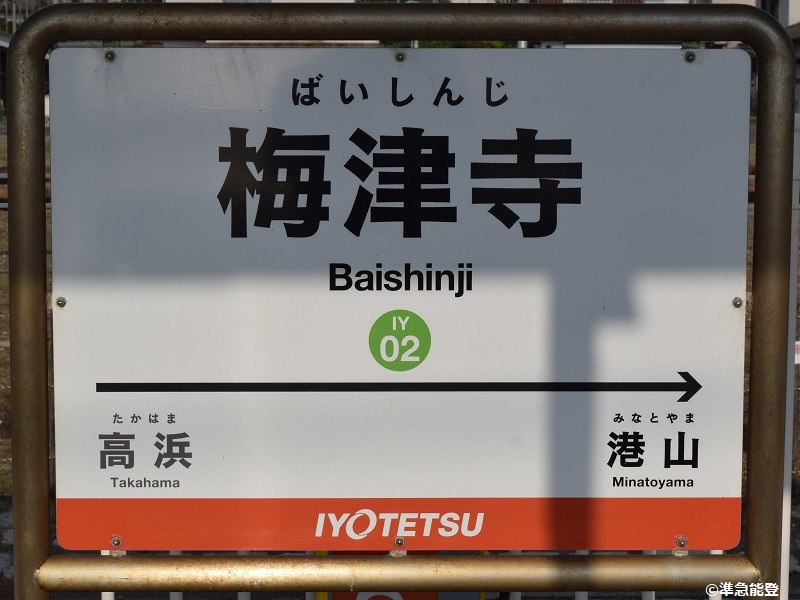 ばいしんじ
梅津寺
Baishinji
IY
02
たかはま
高浜
Takahama
みなとやま
港山
Minatoyama
IYOTETSU
©準急能登